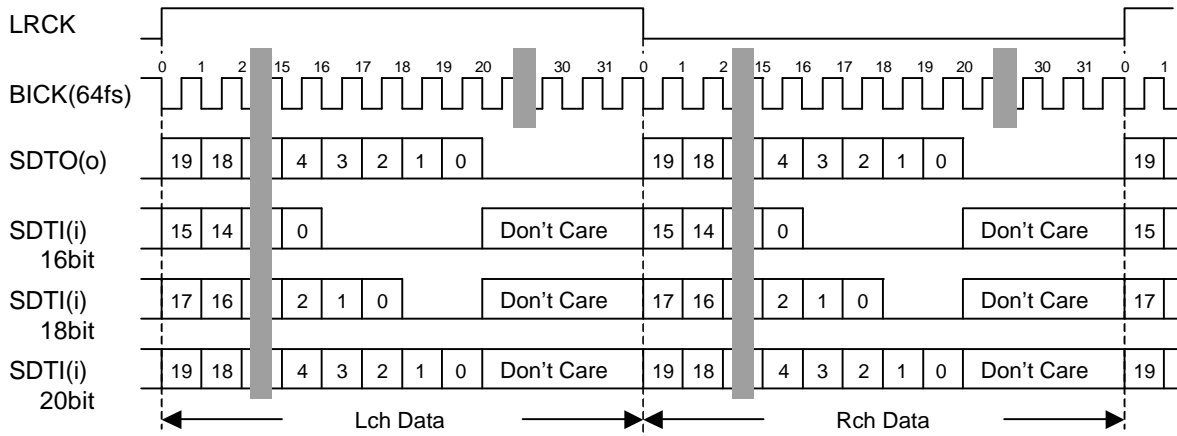 LRCK
0 1 2 15 16 17 18 19 20 30 31 0 1 2 15 16 17 18 19 20 30 31 0 1
BICK(64fs)
SDTO(o) 19 18 4 3 2 1 0 19 18 4 3 2 1 0 19
SDTI(i) 15 14 0 Don't Care 15 14 0 Don't Care 15
16bit
SDTI(i) 17 16 2 1 0 Don't Care 17 16 2 1 0 Don't Care 17
18bit
SDTI(i) 19 18 4 3 2 1 0 Don't Care 19 18 4 3 2 1 0 Don't Care 19
20bit
Lch Data Rch Data